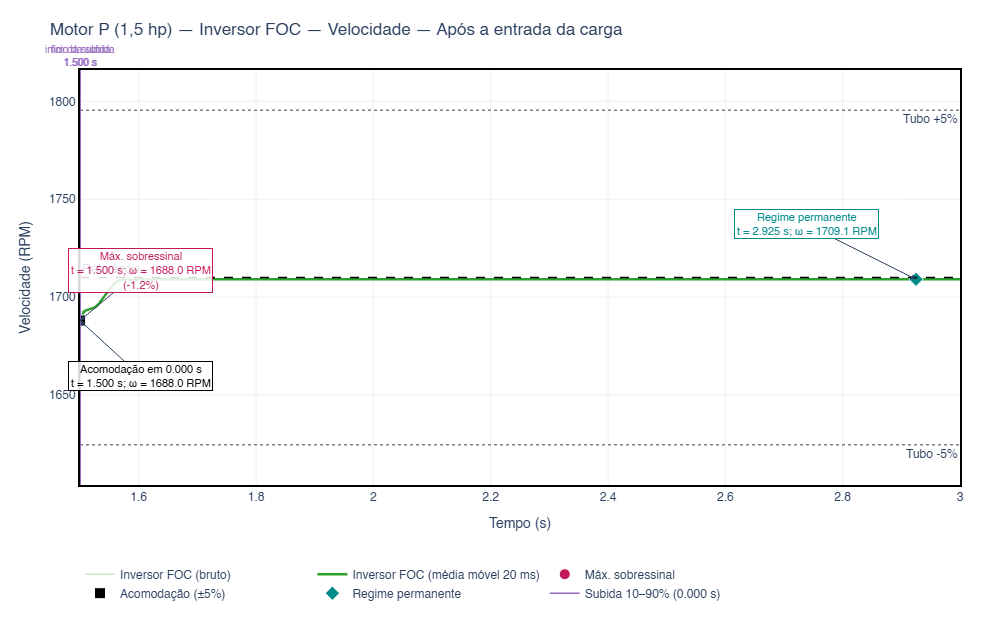 Motor P (1,5 hp) — Inversor FOC — Velocidade — Após a entrada da carga
1.500 s
1800
Tubo +5%
1750
Regime permanente
t = 2.925 s; ω = 1709.1 RPM
Máx. sobressinal
t = 1.500 s; ω = 1688.0 RPM
(-1.2%)
1700
Acomodação em 0.000 s
t = 1.500 s; ω = 1688.0 RPM
1650
Tubo -5%
Velocidade (RPM)
1.6 1.8 2 2.2 2.4 2.6 2.8 3
Tempo (s)
Inversor FOC (bruto) Inversor FOC (média móvel 20 ms) Máx. sobressinal
Acomodação (±5%) Regime permanente Subida 10–90% (0.000 s)